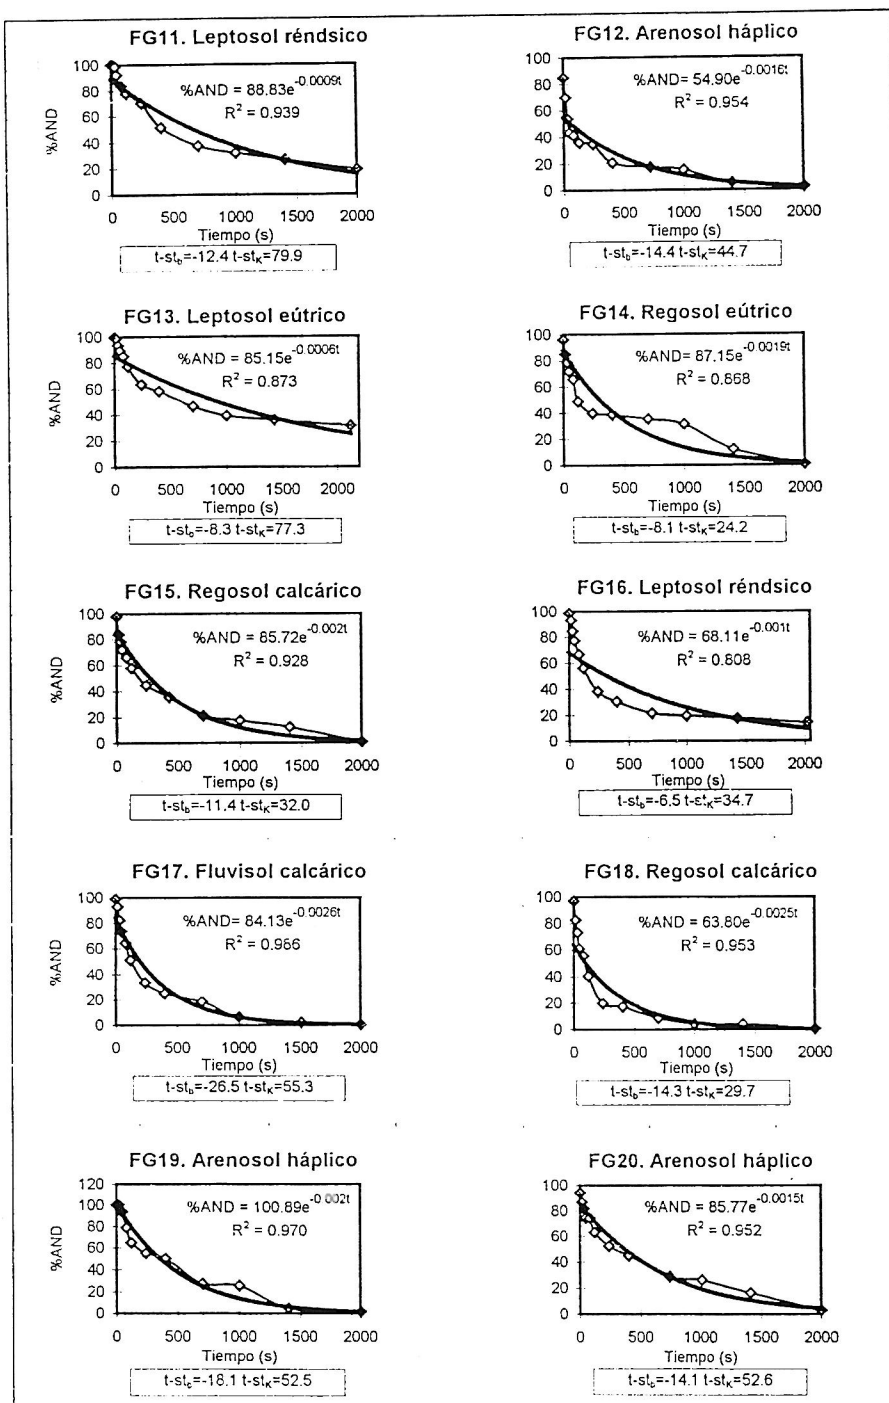 FG11. Leptosol réndsico
%AND = 88.83e^-0.0009t
R² = 0.939
%AND
100
80
60
40
20
0
0 500 1000 1500 2000
Tiempo (s)
t-st_b=-12.4 t-st_K=79.9
FG12. Arenosol háplico
%AND= 54.90e^-0.0016t
R² = 0.954
100
80
60
40
20
0
0 500 1000 1500 2000
Tiempo (s)
t-st_b=-14.4 t-st_K=44.7
FG13. Leptosol eútrico
%AND = 85.15e^-0.0006t
R² = 0.873
%AND
100
80
60
40
20
0
0 500 1000 1500 2000
Tiempo (s)
t-st_b=-8.3 t-st_K=77.3
FG14. Regosol eútrico
%AND = 87.15e^-0.0019t
R² = 0.868
100
80
60
40
20
0
0 500 1000 1500 2000
Tiempo (s)
t-st_b=-8.1 t-st_K=24.2
FG15. Regosol calcárico
%AND = 85.72e^-0.002t
R² = 0.928
%AND
100
80
60
40
20
0
0 500 1000 1500 2000
Tiempo (s)
t-st_b=-11.4 t-st_K=32.0
FG16. Leptosol réndsico
%AND = 68.11e^-0.001t
R² = 0.808
100
80
60
40
20
0
0 500 1000 1500 2000
Tiempo (s)
t-st_b=-6.5 t-st_K=34.7
FG17. Fluvisol calcárico
%AND= 84.13e^-0.0026t
R² = 0.986
%AND
100
80
60
40
20
0
0 500 1000 1500 2000
Tiempo (s)
t-st_b=-26.5 t-st_K=55.3
FG18. Regosol calcárico
%AND = 63.80e^-0.0025t
R² = 0.953
100
80
60
40
20
0
0 500 1000 1500 2000
Tiempo (s)
t-st_b=-14.3 t-st_K=29.7
FG19. Arenosol háplico
%AND = 100.89e^-0.002t
R² = 0.970
%AND
120
100
80
60
40
20
0
0 500 1000 1500 2000
Tiempo (s)
t-st_b=-18.1 t-st_K=52.5
FG20. Arenosol háplico
%AND = 85.77e^-0.0015t
R² = 0.952
100
80
60
40
20
0
0 500 1000 1500 2000
Tiempo (s)
t-st_b=-14.1 t-st_K=52.6